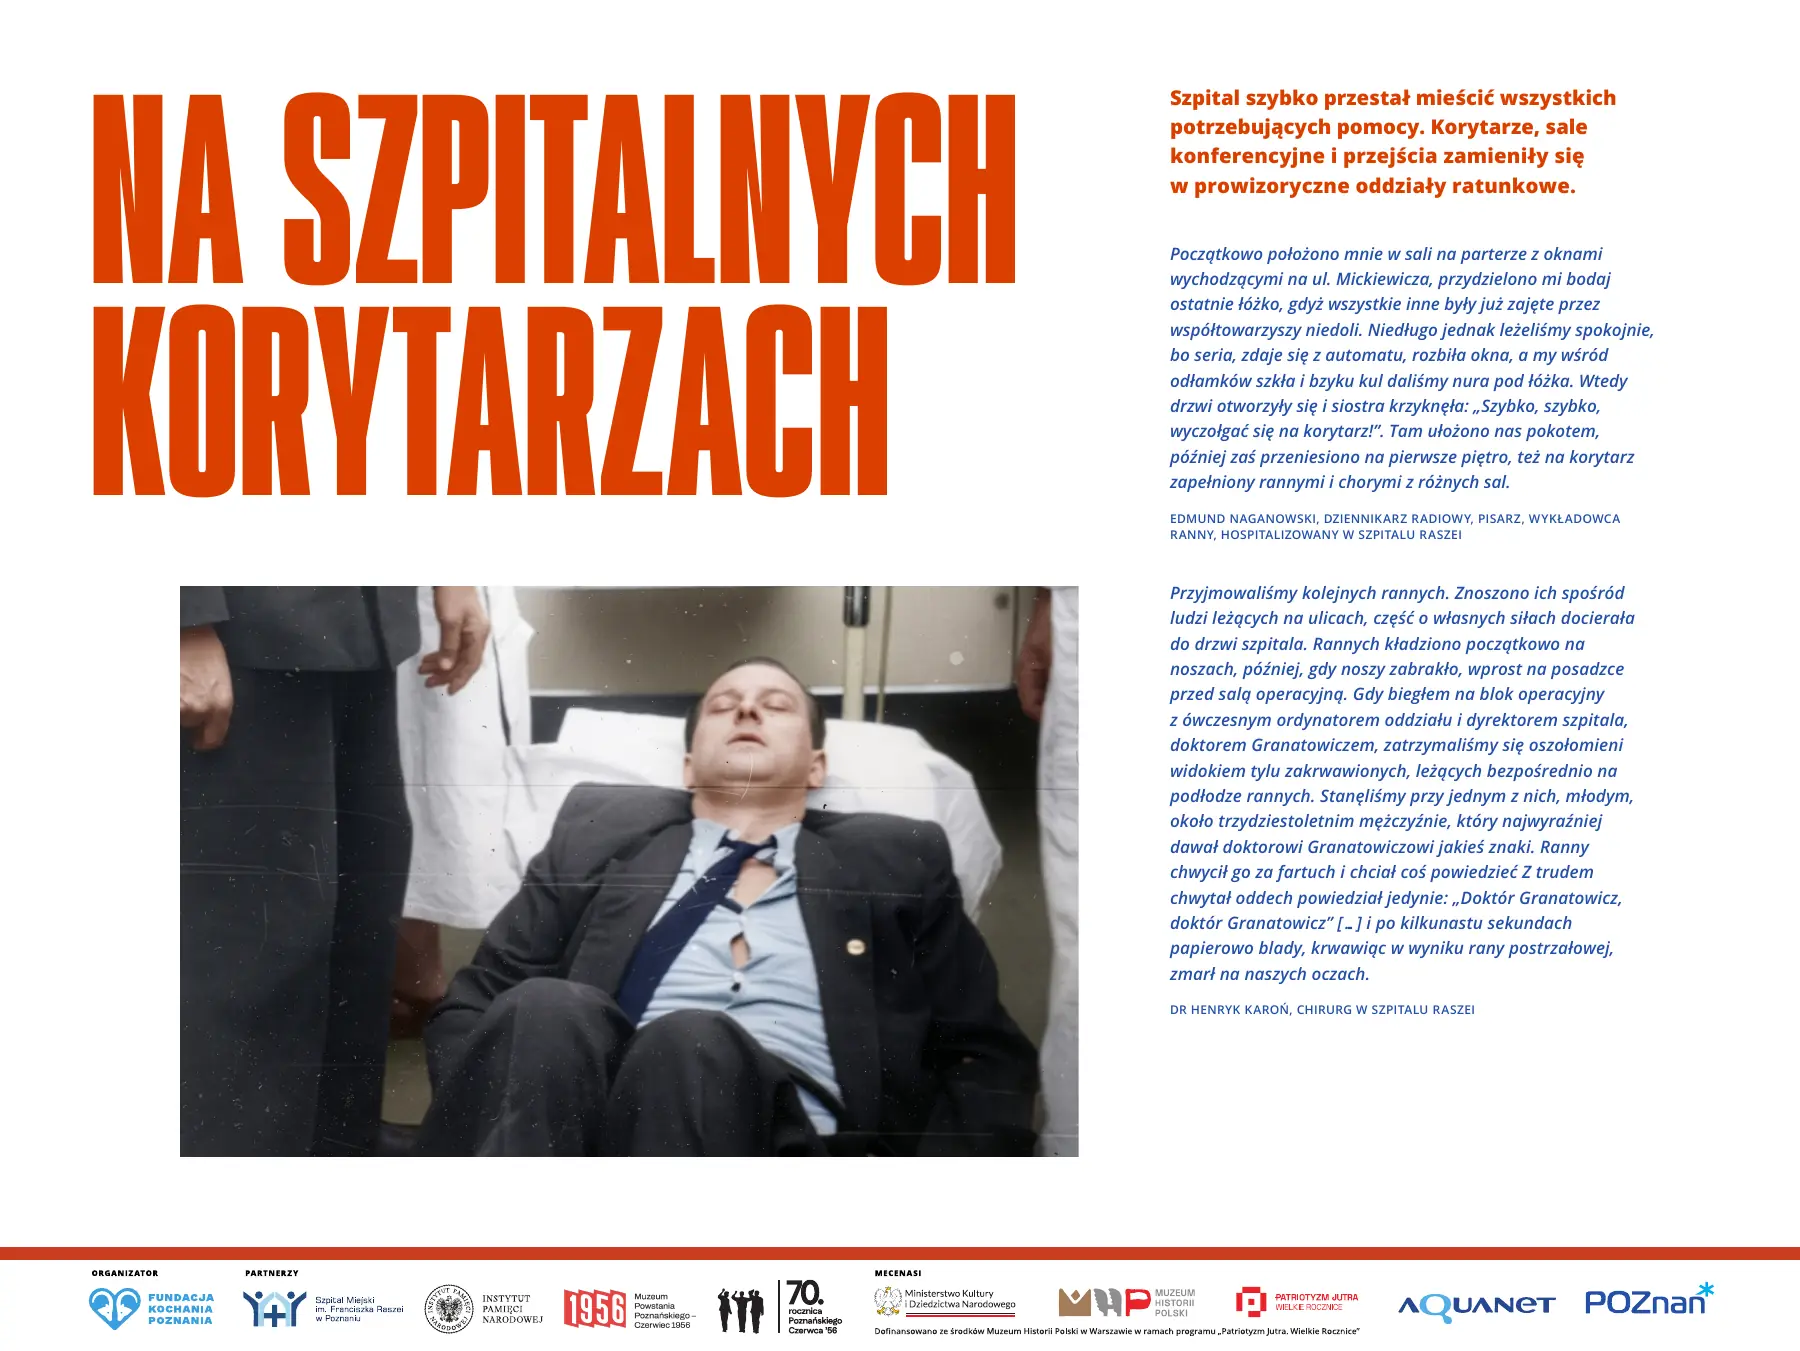 NA SZPITALNYCH
KORYTARZACH
Szpital szybko przestał mieścić wszystkich
potrzebujących pomocy. Korytarze, sale
konferencyjne i przejścia zamieniły się
w prowizoryczne oddziały ratunkowe.
Początkowo położono mnie w sali na parterze z oknami
wychodzącymi na ul. Mickiewicza, przydzielono mi bodaj
ostatnie łóżko, gdyż wszystkie inne były już zajęte przez
współtowarzyszy niedoli. Niedługo jednak leżeliśmy spokojnie,
bo seria, zdaje się z automatu, rozbiła okna, a my wśród
odłamków szkła i bzyku kul daliśmy nura pod łóżka. Wtedy
drzwi otworzyły się i siostra krzyknęła: „Szybko, szybko,
wyczołgać się na korytarz!”. Tam ułożono nas pokotem,
później zaś przeniesiono na pierwsze piętro, też na korytarz
zapełniony rannymi i chorymi z różnych sal.
EDMUND NAGANOWSKI, DZIENNIKARZ RADIOWY, PISARZ, WYKŁADOWCA
RANNY, HOSPITALIZOWANY W SZPITALU RASZEI
Przyjmowaliśmy kolejnych rannych. Znoszono ich spośród
ludzi leżących na ulicach, część o własnych siłach docierała
do drzwi szpitala. Rannych kładziono początkowo na
noszach, później, gdy noszy zabrakło, wprost na posadzce
przed salą operacyjną. Gdy biegłem na blok operacyjny
z ówczesnym ordynatorem oddziału i dyrektorem szpitala,
doktorem Granatowiczem, zatrzymaliśmy się oszołomieni
widokiem tylu zakrwawionych, leżących bezpośrednio na
podłodze rannych. Stanęliśmy przy jednym z nich, młodym,
około trzydziestoletnim mężczyźnie, który najwyraźniej
dawał doktorowi Granatowiczowi jakieś znaki. Ranny
chwycił go za fartuch i chciał coś powiedzieć Z trudem
chwytał oddech powiedział jedynie: „Doktór Granatowicz,
doktór Granatowicz” [...] i po kilkunastu sekundach
papierowo blady, krwawiąc w wyniku rany postrzałowej,
zmarł na naszych oczach.
DR HENRYK KAROŃ, CHIRURG W SZPITALU RASZEI
ORGANIZATOR
FUNDACJA
KOCHANIA
POZNANIA
PARTNERZY
Szpital Miejski
im. Franciszka Raszei
w Poznaniu
INSTYTUT PAMIĘCI NARODOWEJ
INSTYTUT
PAMIĘCI
NARODOWEJ
1956
Muzeum
Powstania
Poznańskiego –
Czerwiec 1956
70.
rocznica
Poznańskiego
Czerwca '56
MECENASI
Ministerstwo Kultury
i Dziedzictwa Narodowego
MHP
MUZEUM
HISTORII
POLSKI
PATRIOTYZM JUTRA
WIELKIE ROCZNICE
AQUANET
POZnan*
Dofinansowano ze środków Muzeum Historii Polski w Warszawie w ramach programu „Patriotyzm Jutra. Wielkie Rocznice”